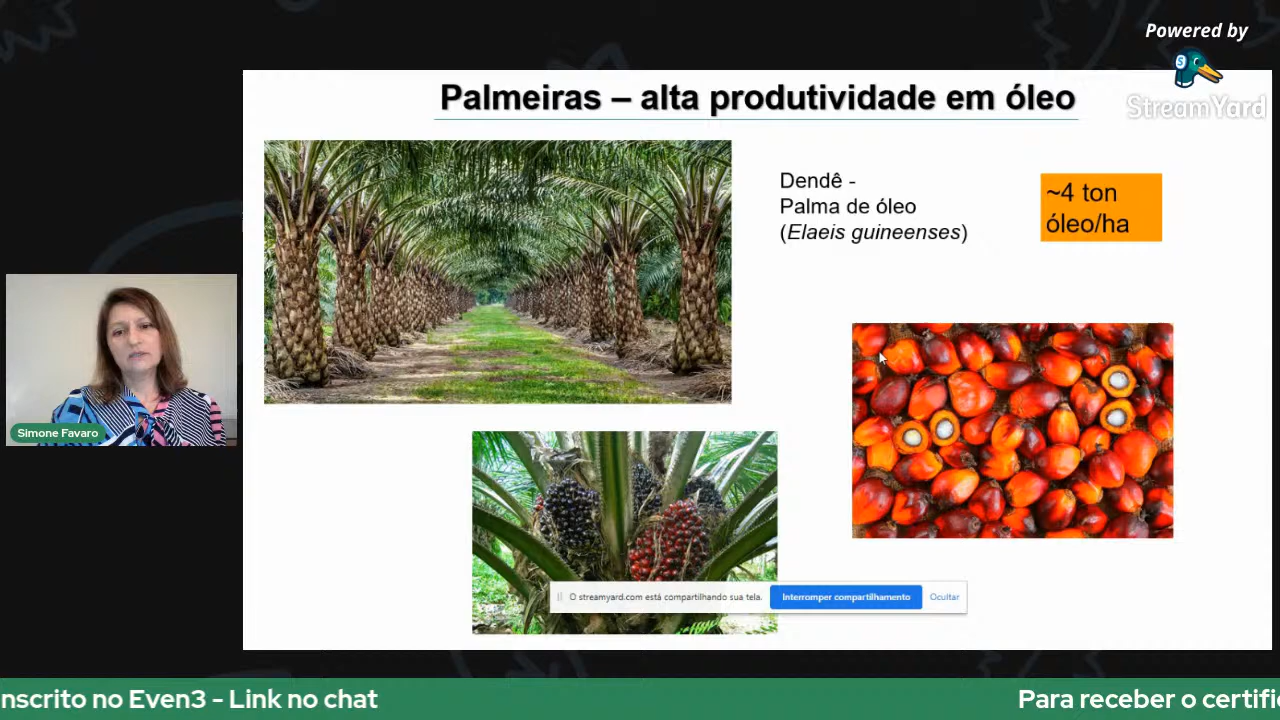 Powered by
StreamYard
Palmeiras – alta produtividade em óleo
Dendê -
Palma de óleo
(Elaeis guineenses)
~4 ton
óleo/ha
Simone Favaro
O streamyard.com está compartilhando sua tela.
Interromper compartilhamento
Ocultar
nscrito no Even3 - Link no chat
Para receber o certifi